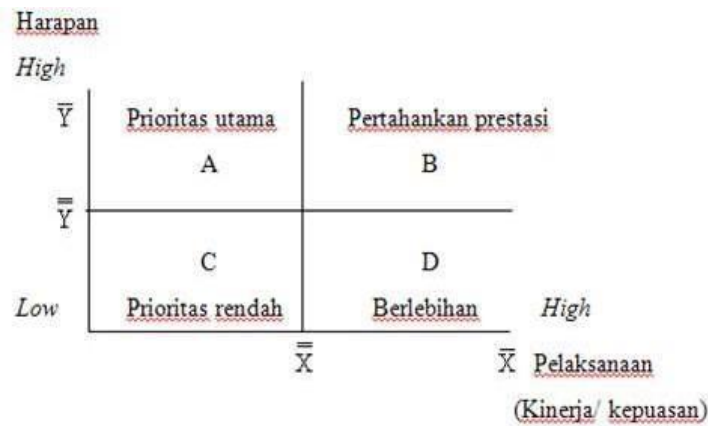 Harapan
High
Y̅ Prioritas utama Pertahankan prestasi
A B
Y̿
C D
Low Prioritas rendah Berlebihan High
X̿ X̅ Pelaksanaan
(Kinerja/ kepuasan)